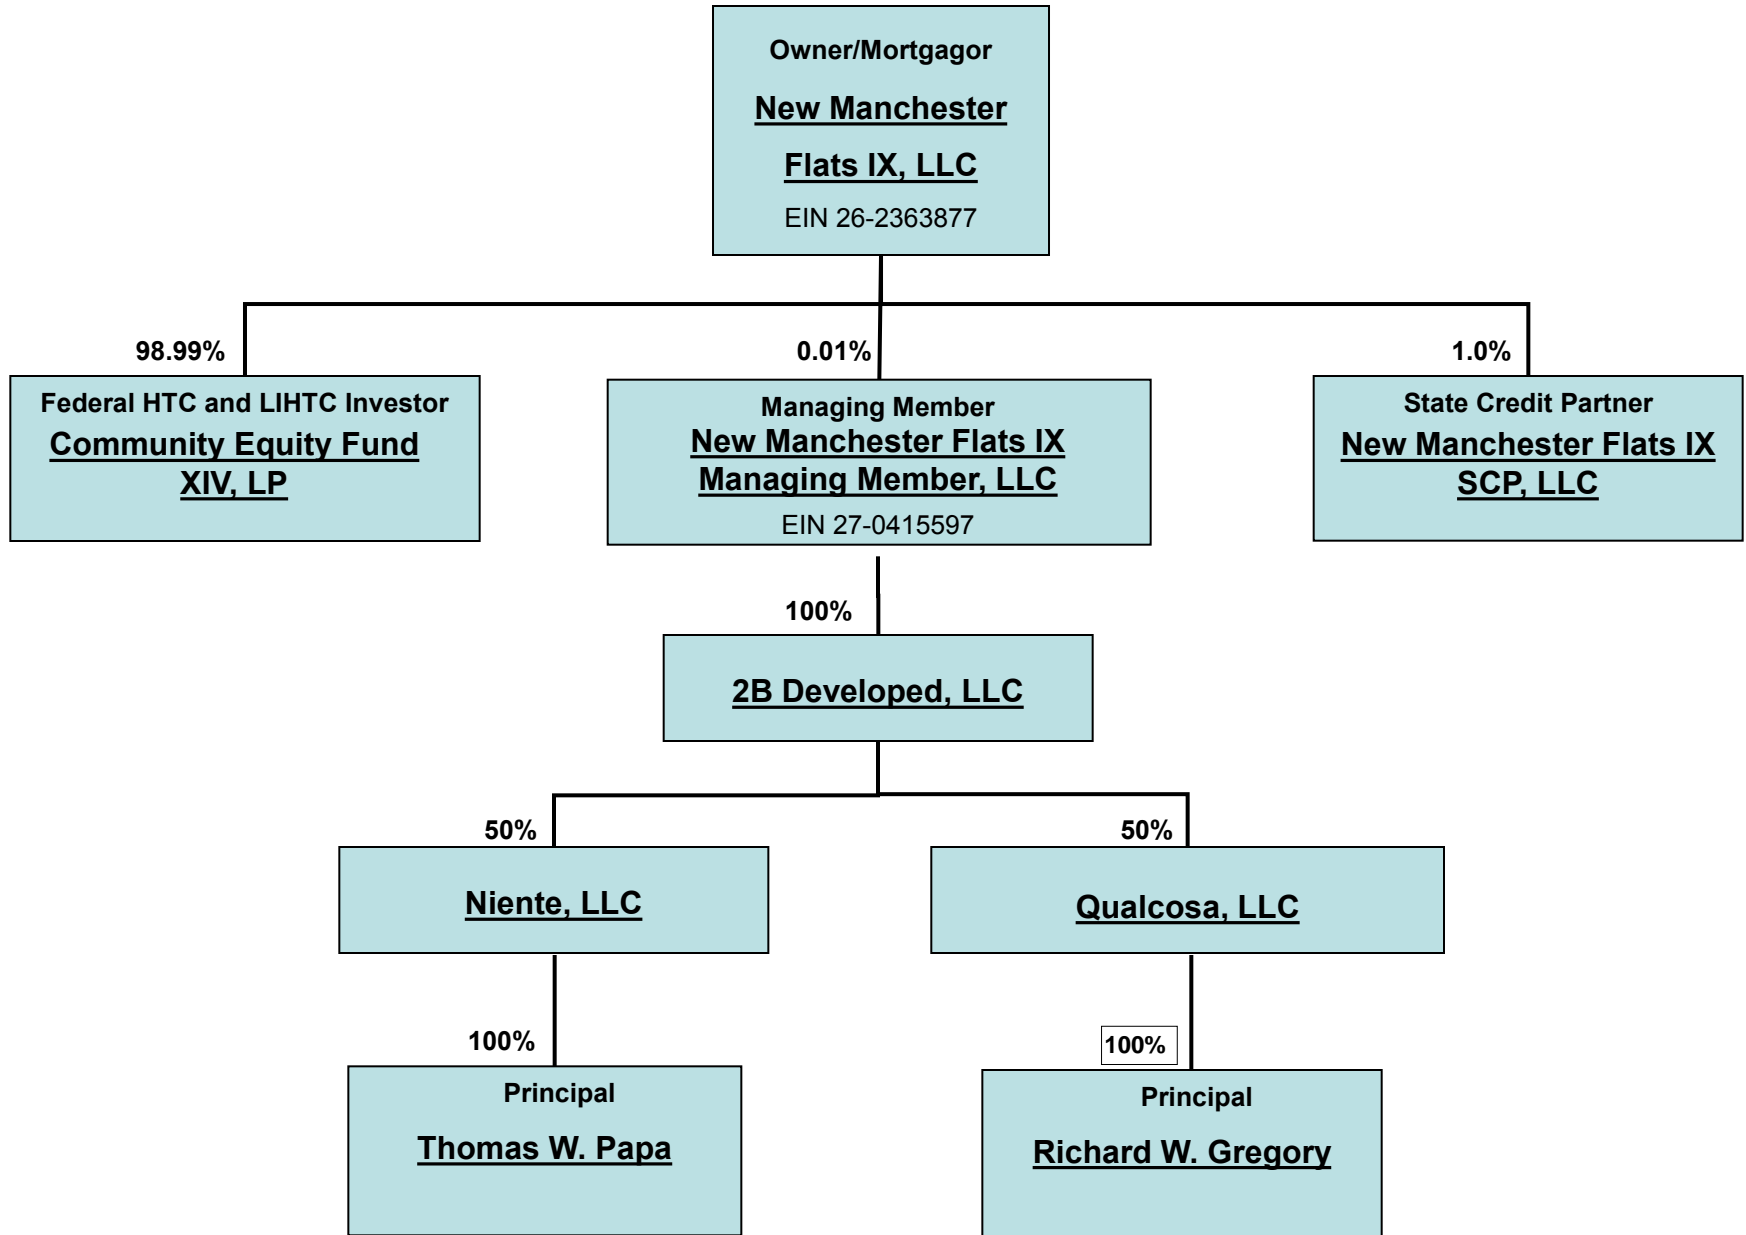 Owner/Mortgagor
New Manchester
Flats IX, LLC
EIN 26-2363877
98.99%
0.01%
1.0%
Federal HTC and LIHTC Investor
Community Equity Fund
XIV, LP
Managing Member
New Manchester Flats IX
Managing Member, LLC
EIN 27-0415597
State Credit Partner
New Manchester Flats IX
SCP, LLC
100%
2B Developed, LLC
50%
50%
Niente, LLC
Qualcosa, LLC
100%
100%
Principal
Thomas W. Papa
Principal
Richard W. Gregory